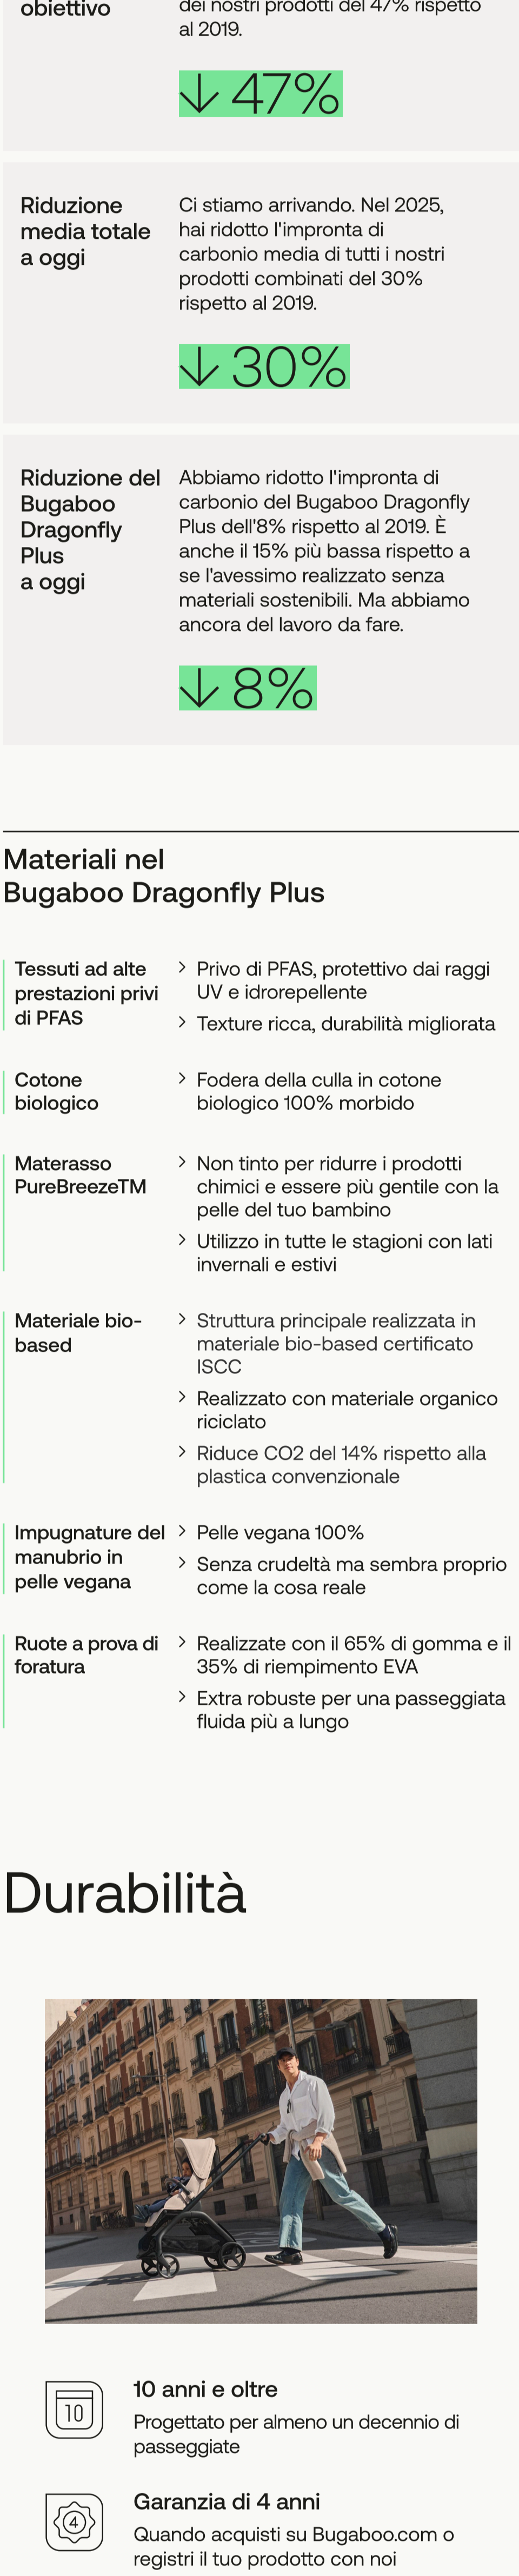 obiettivo
dei nostri prodotti del 47% rispetto
al 2019.
↓ 47%
Riduzione
media totale
a oggi
Ci stiamo arrivando. Nel 2025,
hai ridotto l'impronta di
carbonio media di tutti i nostri
prodotti combinati del 30%
rispetto al 2019.
↓ 30%
Riduzione del
Bugaboo
Dragonfly
Plus
a oggi
Abbiamo ridotto l'impronta di
carbonio del Bugaboo Dragonfly
Plus dell'8% rispetto al 2019. È
anche il 15% più bassa rispetto a
se l'avessimo realizzato senza
materiali sostenibili. Ma abbiamo
ancora del lavoro da fare.
↓ 8%
Materiali nel
Bugaboo Dragonfly Plus
Tessuti ad alte
prestazioni privi
di PFAS
Privo di PFAS, protettivo dai raggi
UV e idrorepellente
Texture ricca, durabilità migliorata
Cotone
biologico
Fodera della culla in cotone
biologico 100% morbido
Materasso
PureBreezeTM
Non tinto per ridurre i prodotti
chimici e essere più gentile con la
pelle del tuo bambino
Utilizzo in tutte le stagioni con lati
invernali e estivi
Materiale bio-
based
Struttura principale realizzata in
materiale bio-based certificato
ISCC
Realizzato con materiale organico
riciclato
Riduce CO2 del 14% rispetto alla
plastica convenzionale
Impugnature del
manubrio in
pelle vegana
Pelle vegana 100%
Senza crudeltà ma sembra proprio
come la cosa reale
Ruote a prova di
foratura
Realizzate con il 65% di gomma e il
35% di riempimento EVA
Extra robuste per una passeggiata
fluida più a lungo
Durabilità
10
10 anni e oltre
Progettato per almeno un decennio di
passeggiate
4
Garanzia di 4 anni
Quando acquisti su Bugaboo.com o
registri il tuo prodotto con noi